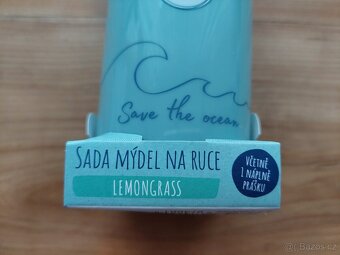 Save the ocean
SADA MÝDEL NA RUCE
LEMONGRASS
VČETNĚ
1 NÁPLNĚ
PRÁŠKU